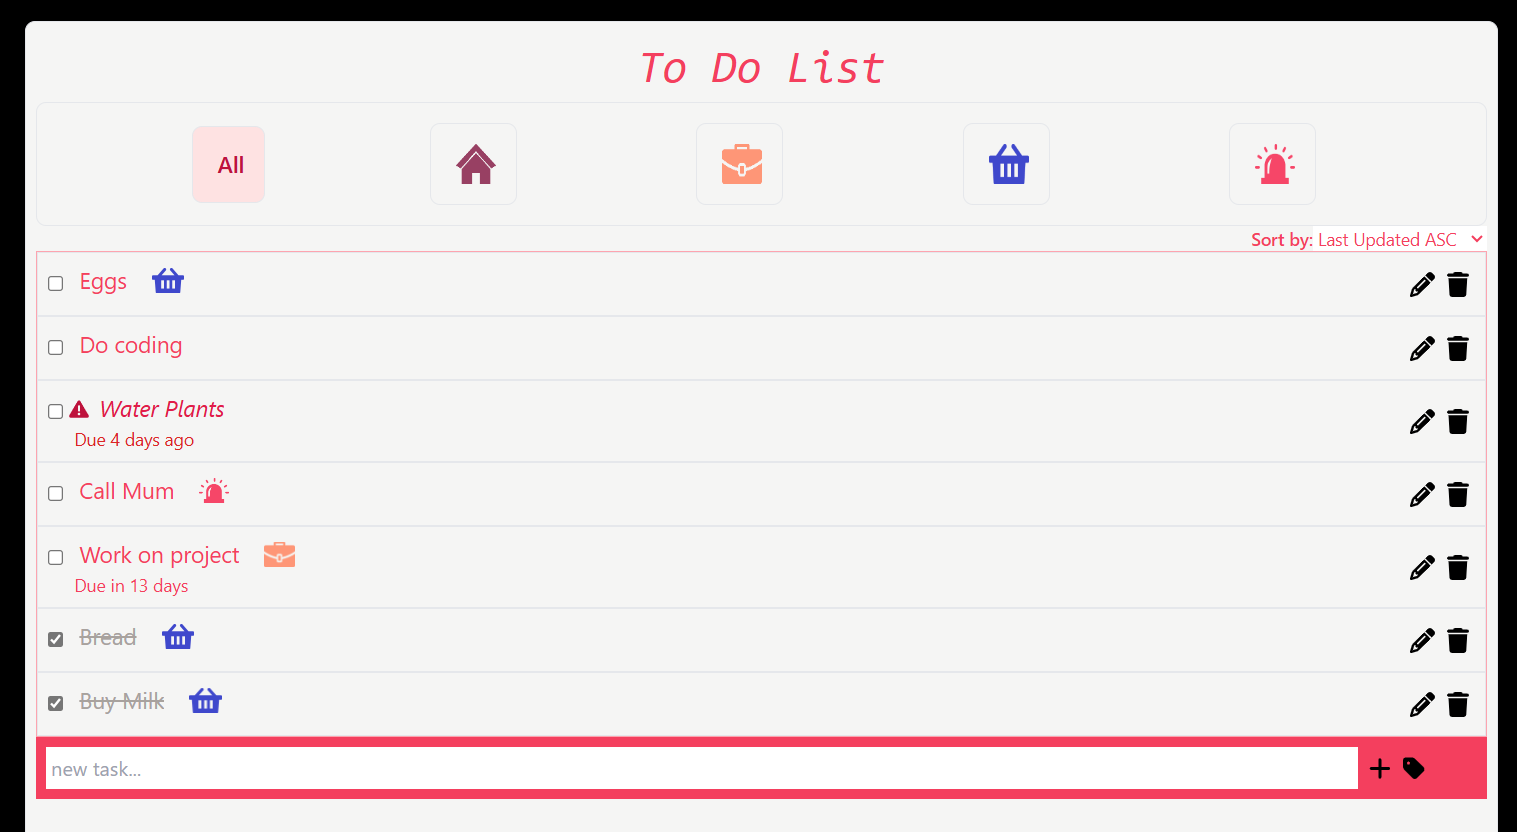 To Do List
All
Sort by: Last Updated ASC
Eggs
Do coding
Water Plants
Due 4 days ago
Call Mum
Work on project
Due in 13 days
Bread
Buy Milk
new task...